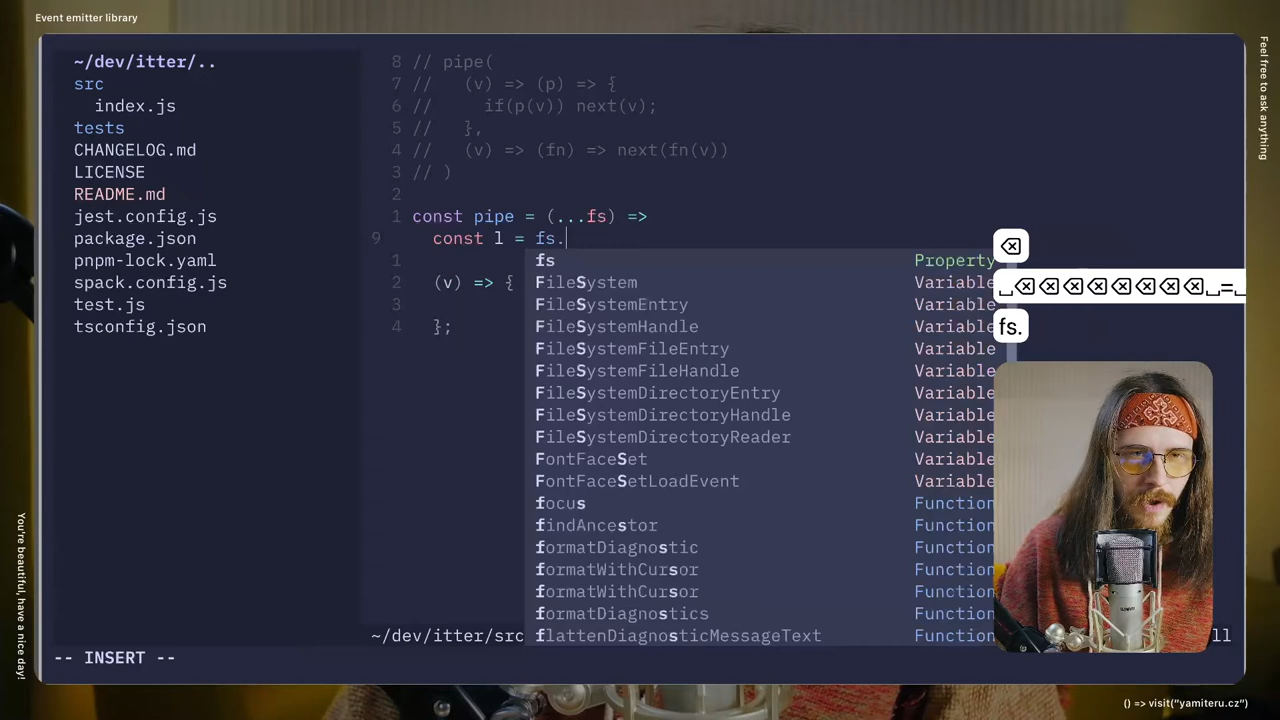 Event emitter library
Feel free to ask anything
You're beautiful, have a nice day!
~/dev/itter/..
src
index.js
tests
CHANGELOG.md
LICENSE
README.md
jest.config.js
package.json
pnpm-lock.yaml
spack.config.js
test.js
tsconfig.json
8 // pipe(
7 //   (v) => (p) => {
6 //     if(p(v)) next(v);
5 //   },
4 //   (v) => (fn) => next(fn(v))
3 // )
2
1 const pipe = (...fs) =>
9   const l = fs.
1
2   (v) => {
3
4   };
fs Property
FileSystem Variable
FileSystemEntry Variable
FileSystemHandle Variable
FileSystemFileEntry Variable
FileSystemFileHandle Variable
FileSystemDirectoryEntry Variable
FileSystemDirectoryHandle Variable
FileSystemDirectoryReader Variable
FontFaceSet Variable
FontFaceSetLoadEvent Variable
focus Function
findAncestor Function
formatDiagnostic Function
formatWithCursor Function
formatWithCursor Function
formatDiagnostics Function
flattenDiagnosticMessageText Function
⌫
␣⌫⌫⌫⌫⌫⌫⌫⌫␣=␣
fs.
~/dev/itter/src
ll
-- INSERT --
() => visit("yamiteru.cz")